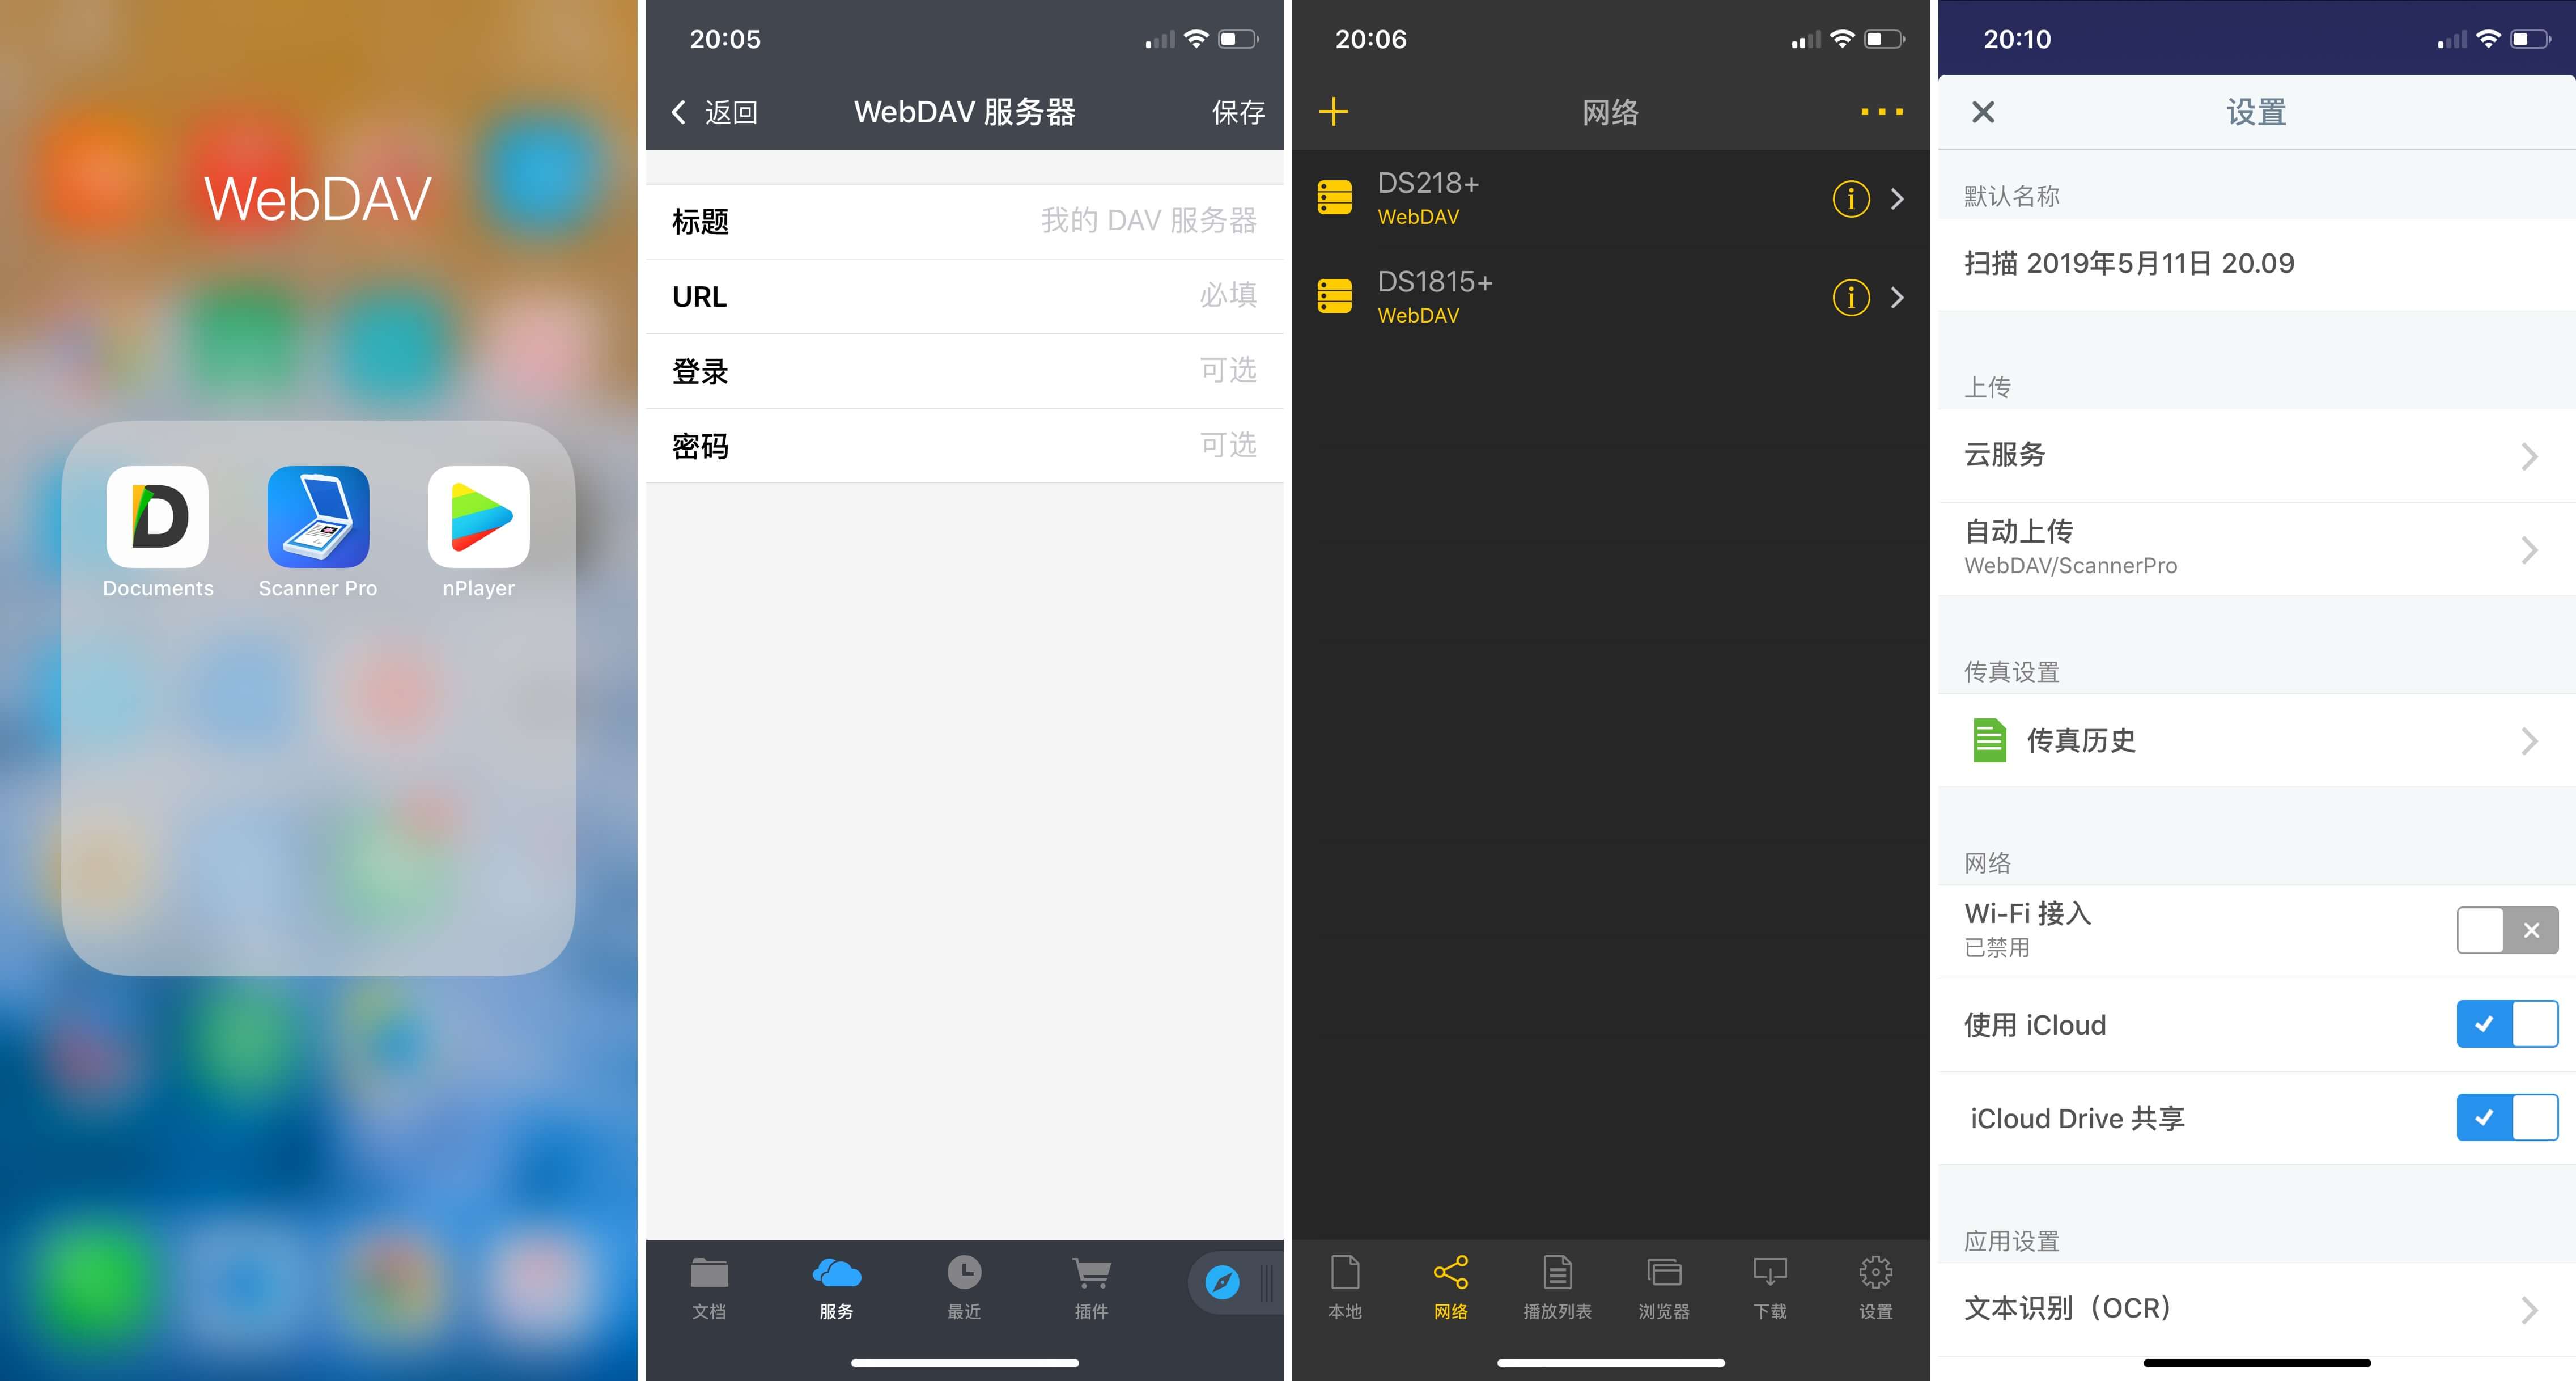 WebDAV
Documents
Scanner Pro
nPlayer
20:05
返回
WebDAV 服务器
保存
标题
我的 DAV 服务器
URL
必填
登录
可选
密码
可选
文档
服务
最近
插件
20:06
网络
DS218+
WebDAV
DS1815+
WebDAV
本地
网络
播放列表
浏览器
下载
设置
20:10
设置
默认名称
扫描 2019年5月11日 20.09
上传
云服务
自动上传
WebDAV/ScannerPro
传真设置
传真历史
网络
Wi-Fi 接入
已禁用
使用 iCloud
iCloud Drive 共享
应用设置
文本识别（OCR）